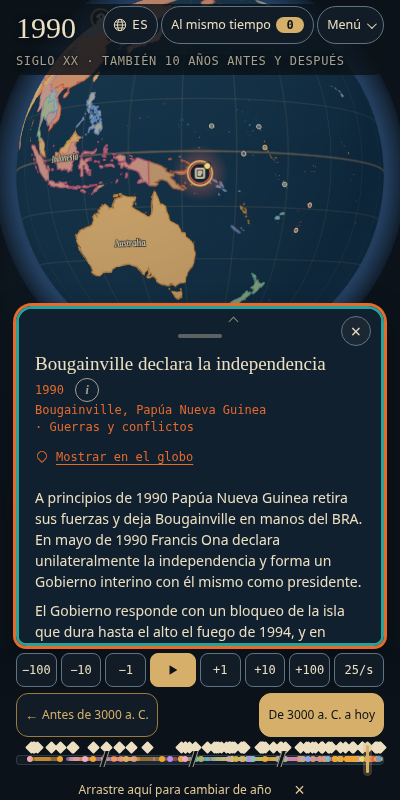 1990
ES
Al mismo tiempo 0
Menú
SIGLO XX · TAMBIÉN 10 AÑOS ANTES Y DESPUÉS
Indonesia
Australia
Bougainville declara la independencia
1990 i
Bougainville, Papúa Nueva Guinea
· Guerras y conflictos
Mostrar en el globo
A principios de 1990 Papúa Nueva Guinea retira
sus fuerzas y deja Bougainville en manos del BRA.
En mayo de 1990 Francis Ona declara
unilateralmente la independencia y forma un
Gobierno interino con él mismo como presidente.
El Gobierno responde con un bloqueo de la isla
que dura hasta el alto el fuego de 1994, y en
−100 −10 −1 +1 +10 +100 25/s
← Antes de 3000 a. C.
De 3000 a. C. a hoy
Arrastre aquí para cambiar de año ×